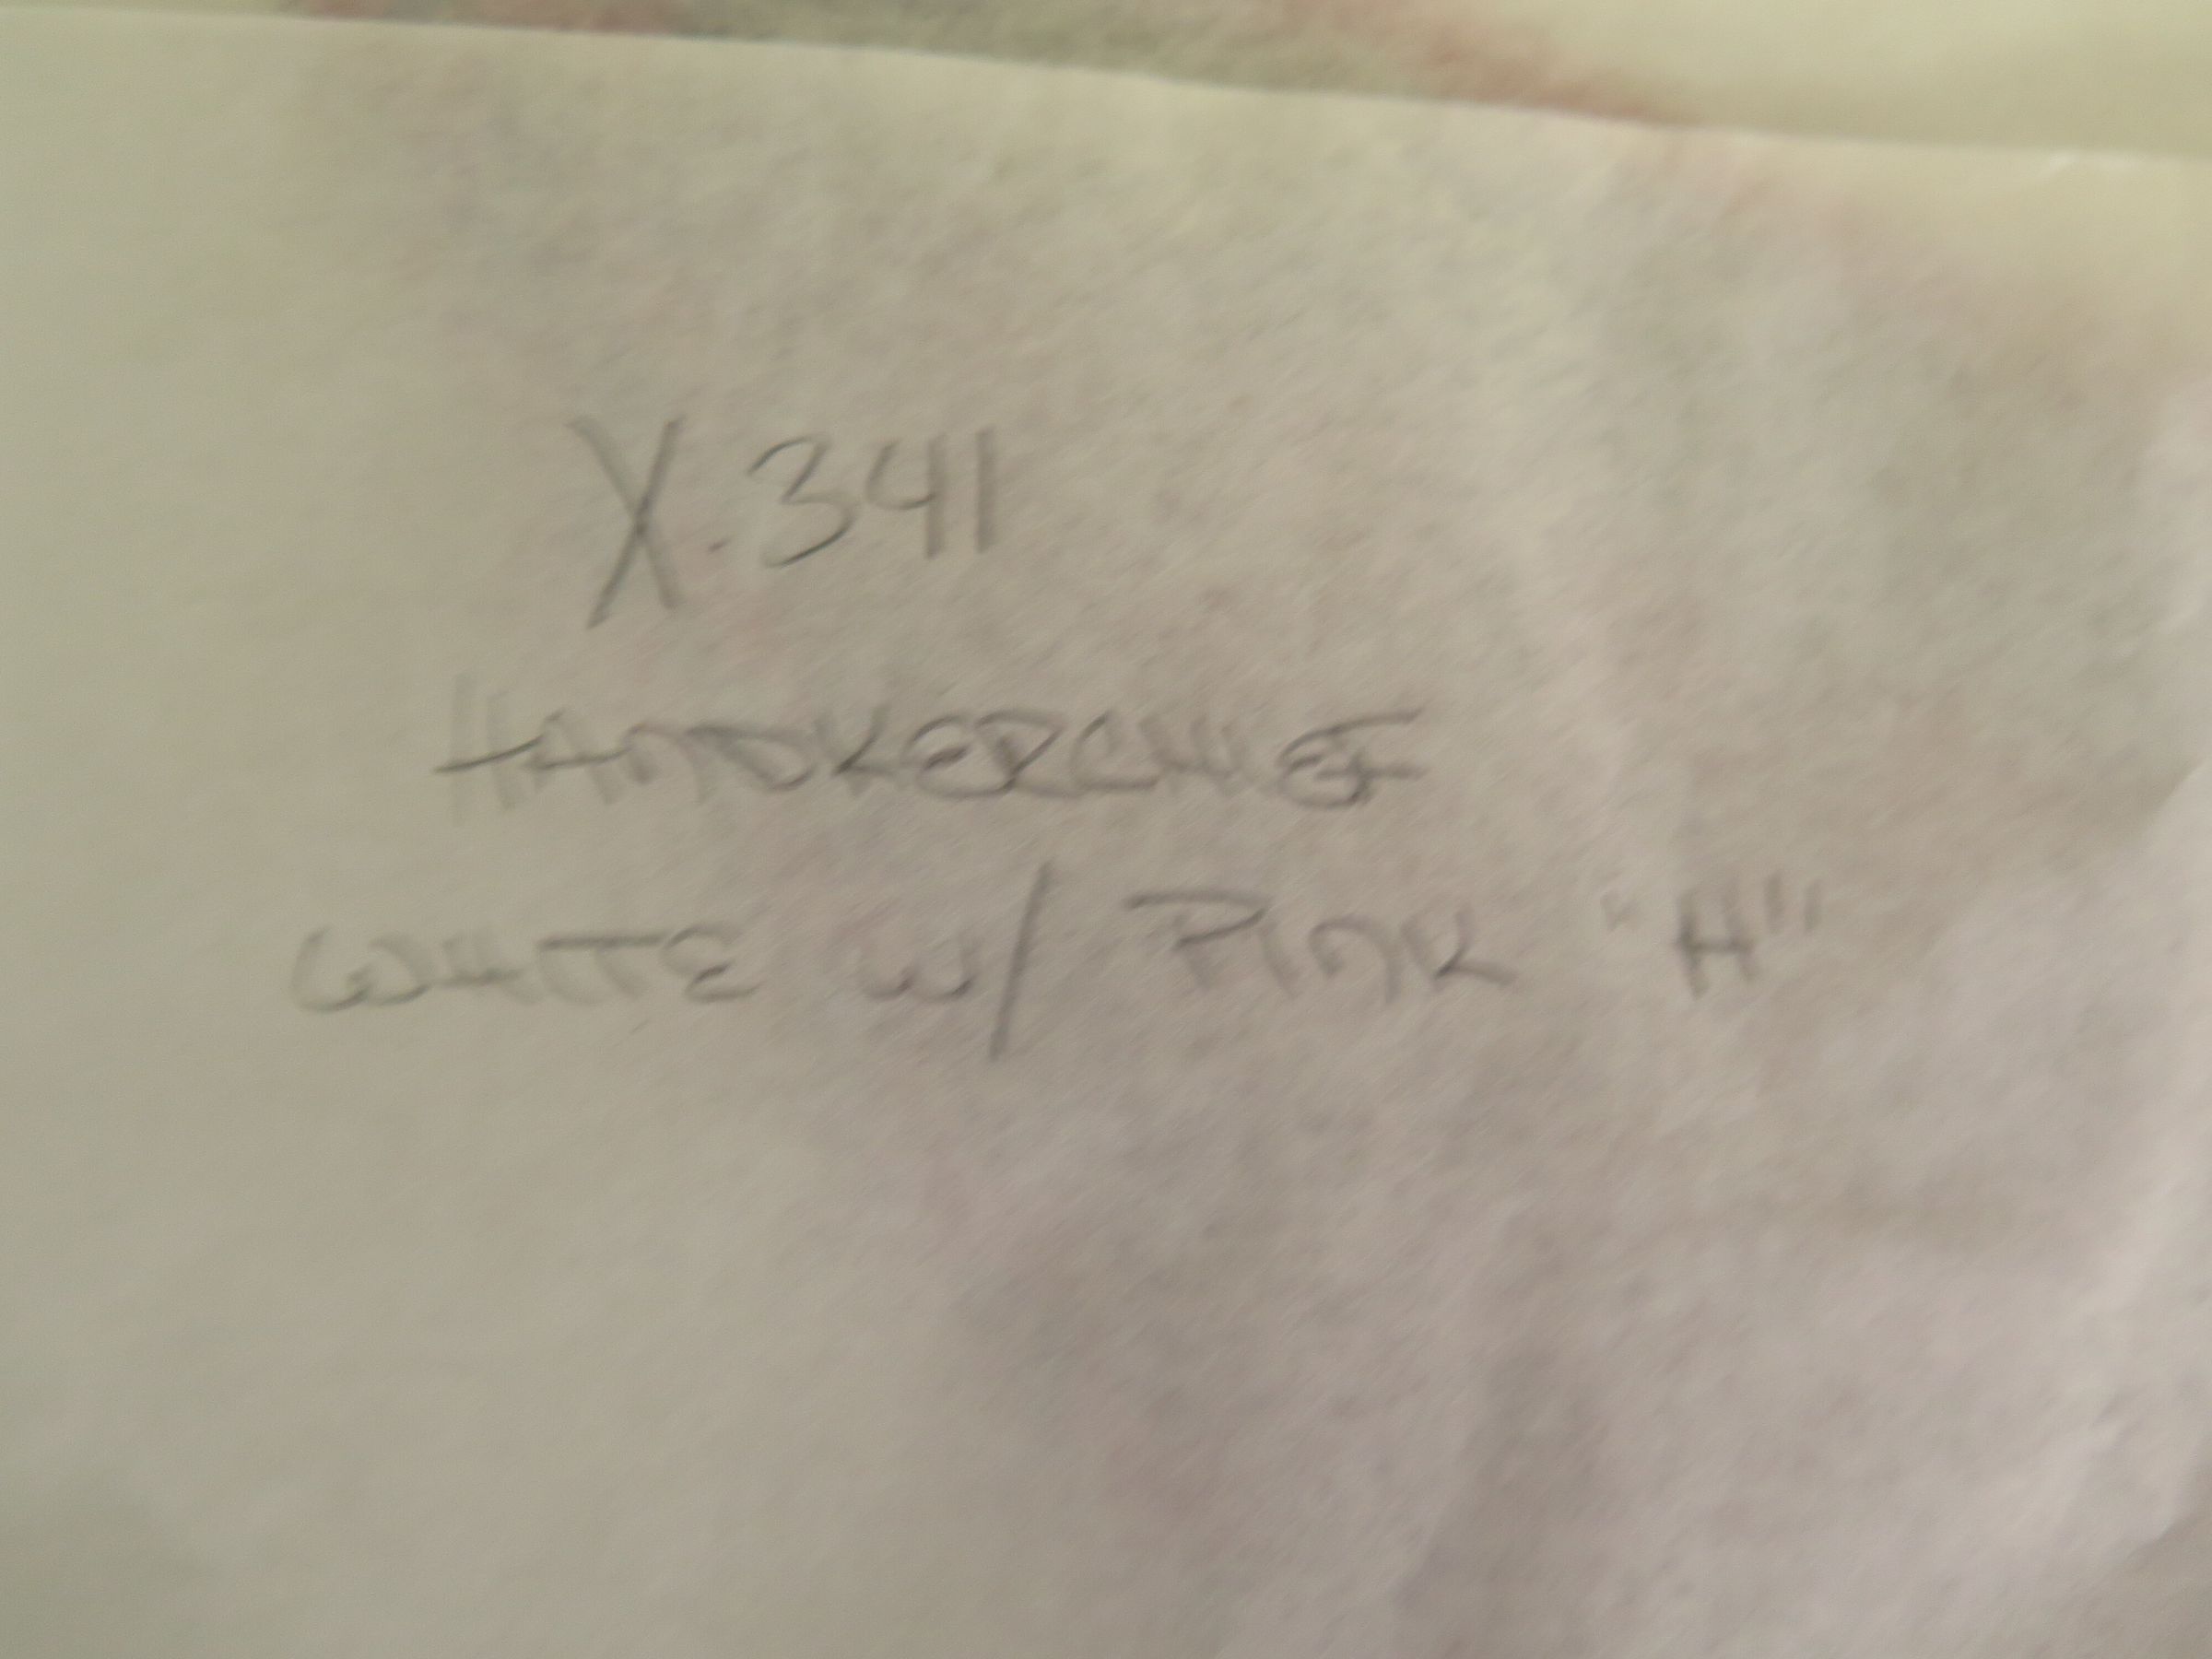 X.341
HANDKERCHIEF
WHITE W/ PINK "H"